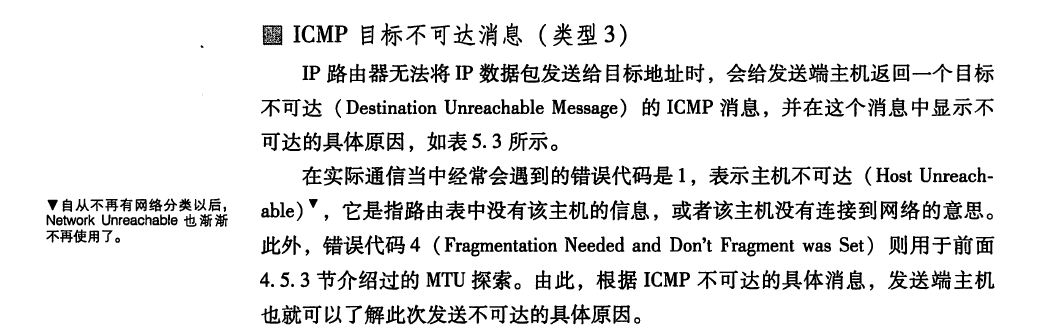 ICMP 目标不可达消息（类型3）
IP 路由器无法将 IP 数据包发送给目标地址时，会给发送端主机返回一个目标
不可达（Destination Unreachable Message）的 ICMP 消息，并在这个消息中显示不
可达的具体原因，如表5.3所示。
在实际通信当中经常会遇到的错误代码是1，表示主机不可达（Host Unreach-
able）▼，它是指路由表中没有该主机的信息，或者该主机没有连接到网络的意思。
此外，错误代码4（Fragmentation Needed and Don't Fragment was Set）则用于前面
4.5.3节介绍过的 MTU 探索。由此，根据 ICMP 不可达的具体消息，发送端主机
也就可以了解此次发送不可达的具体原因。
▼自从不再有网络分类以后，
Network Unreachable 也渐渐
不再使用了。